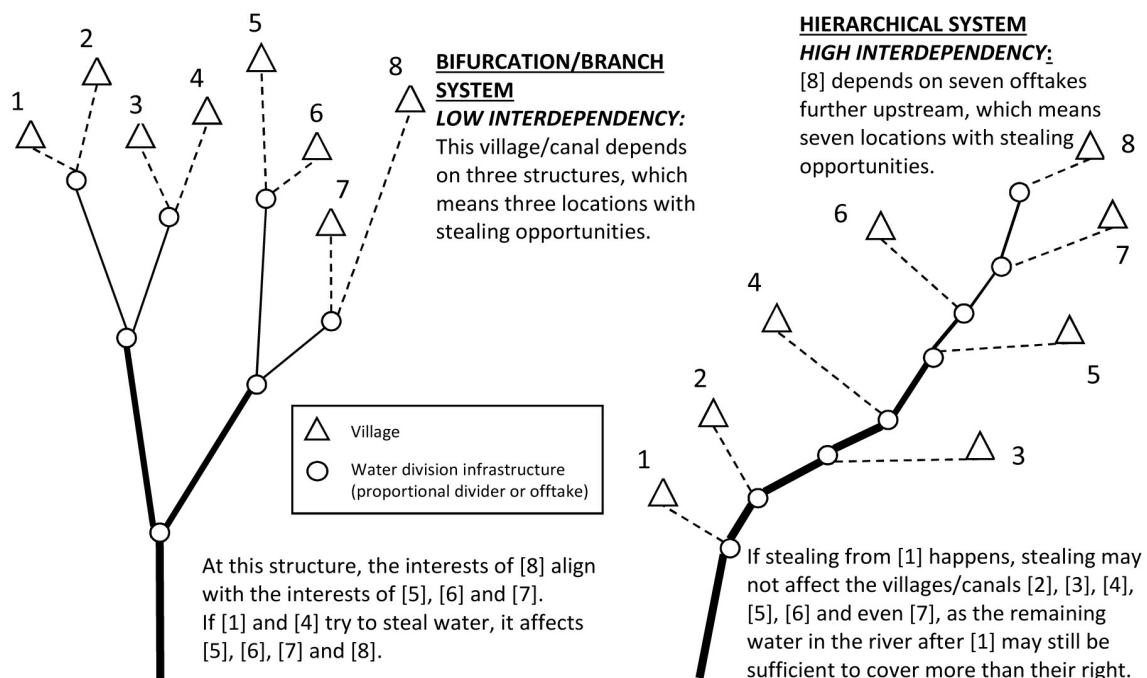 1
2
3
4
5
6
7
8
BIFURCATION/BRANCH
SYSTEM
LOW INTERDEPENDENCY:
This village/canal depends
on three structures, which
means three locations with
stealing opportunities.
Village
Water division infrastructure
(proportional divider or offtake)
At this structure, the interests of [8] align
with the interests of [5], [6] and [7].
If [1] and [4] try to steal water, it affects
[5], [6], [7] and [8].
HIERARCHICAL SYSTEM
HIGH INTERDEPENDENCY:
[8] depends on seven offtakes
further upstream, which means
seven locations with stealing
opportunities.
8
6
7
4
5
2
3
1
If stealing from [1] happens, stealing may
not affect the villages/canals [2], [3], [4],
[5], [6] and even [7], as the remaining
water in the river after [1] may still be
sufficient to cover more than their right.